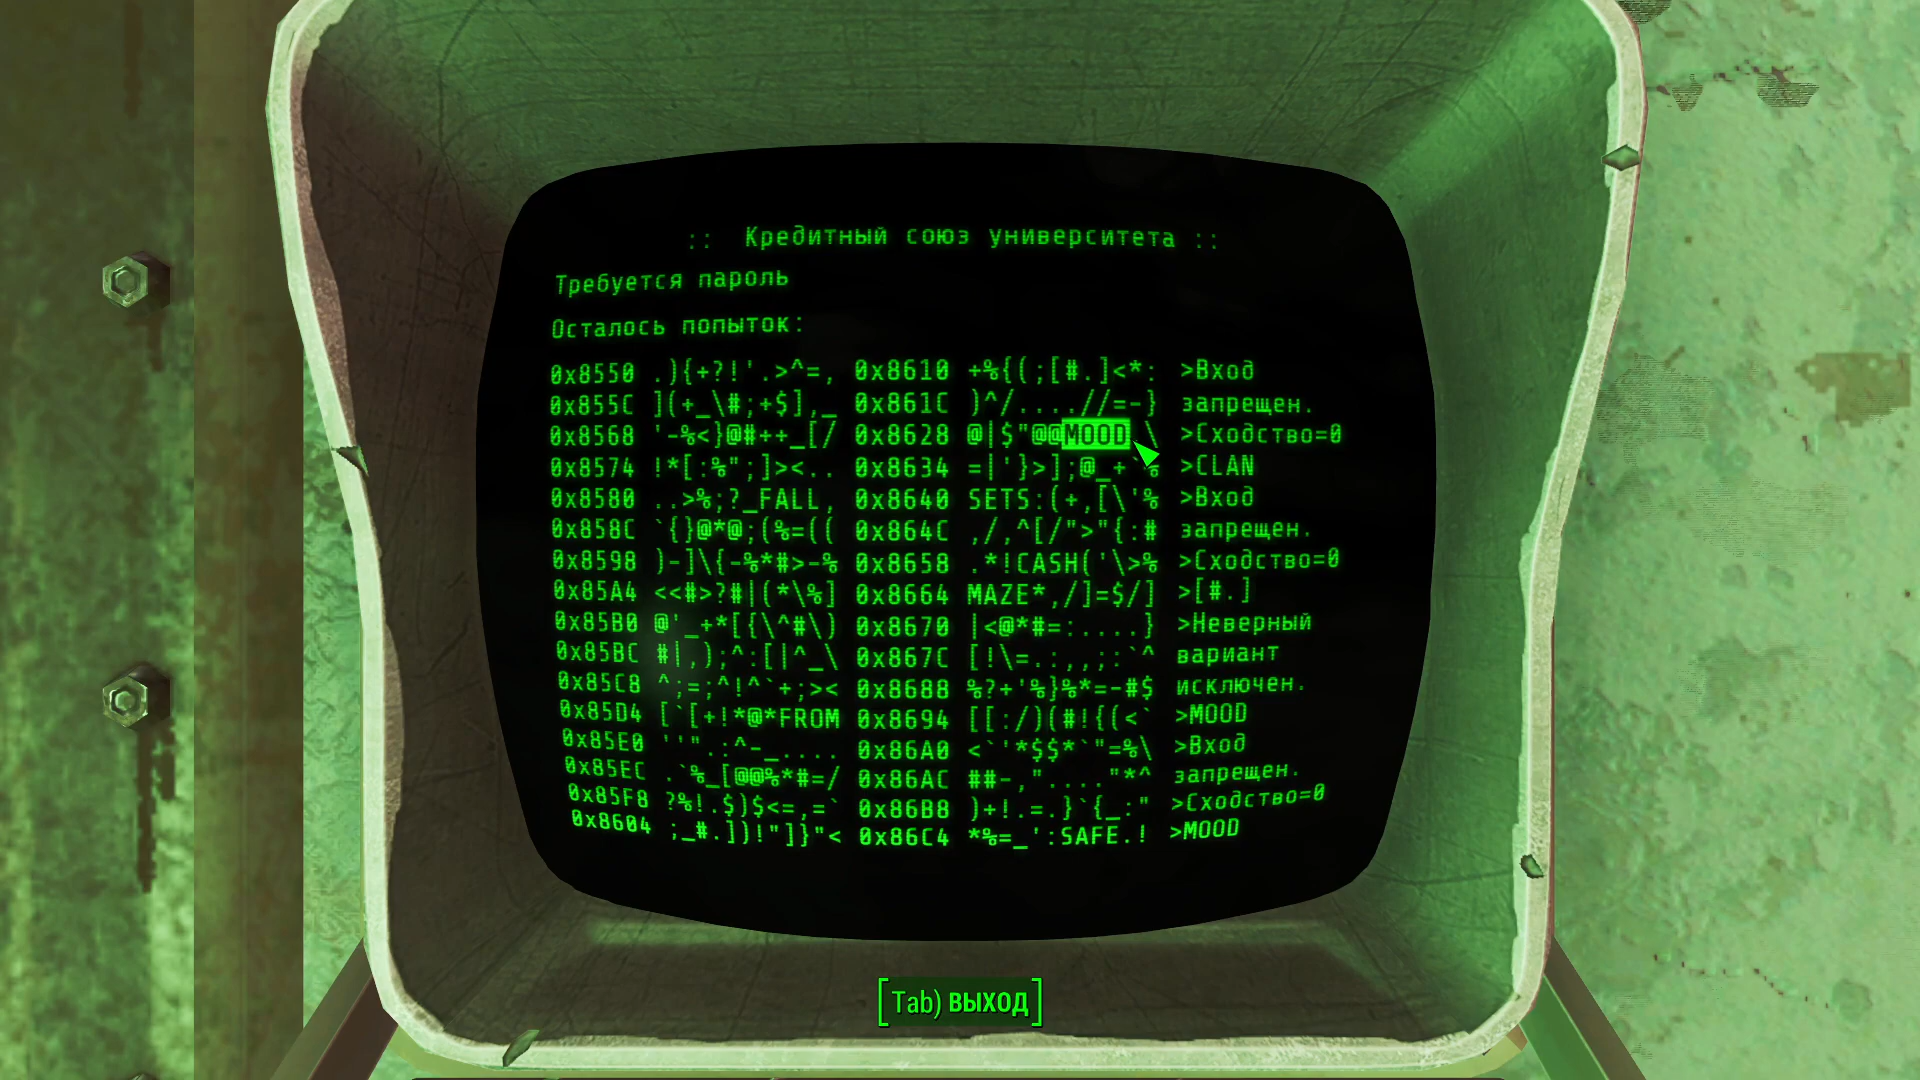 :: Кредитный союз университета ::
Требуется пароль
Осталось попыток:
0x8550 .){+?!'.>^=, 0x8610 +%{(;[#.]<*: >Вход
0x855C ](+_\#;+$],_ 0x861C )^/....//=-} запрещен.
0x8568 '-%<}@#++_[/ 0x8628 @|$"@@MOOD.\ >Сходство=0
0x8574 !*[:%";]><.. 0x8634 =|'}>];@_+`% >CLAN
0x8580 ..>%;?_FALL, 0x8640 SETS:(+,[\'% >Вход
0x858C `{}@*@;(%=(( 0x864C ,/,^[/">"{:# запрещен.
0x8598 )-]\{-%*#>-% 0x8658 .*!CASH('\>% >Сходство=0
0x85A4 <<#>?#|(*\%] 0x8664 MAZE*,/]=$/] >[#.]
0x85B0 @'_+*[{\^#\) 0x8670 |<@*#=:....} >Неверный
0x85BC #|,);^:[|^_\ 0x867C [!\=.:,,;:`^ вариант
0x85C8 ^;=;^!^`+;>< 0x8688 %?+'%}%*=-#$ исключен.
0x85D4 [`[+!*@*FROM 0x8694 [[:/)(#!{(<` >MOOD
0x85E0 ''".:^-_.... 0x86A0 <`'*$$*`"=%\ >Вход
0x85EC .`%_[@@%*#=/ 0x86AC ##-,"...."*^ запрещен.
0x85F8 ?%!.$)$<=,=` 0x86B8 )+!.=.}`{_:" >Сходство=0
0x8604 ;_#.])!"]}"< 0x86C4 *%=_':SAFE.! >MOOD
[Tab) ВЫХОД]